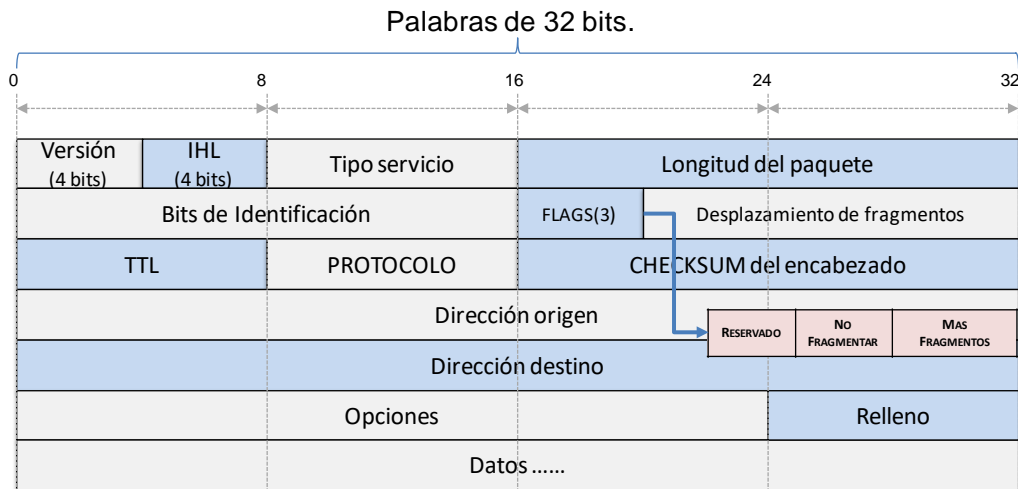 Palabras de 32 bits.
0 8 16 24 32
Versión IHL Tipo servicio Longitud del paquete
(4 bits) (4 bits)
Bits de Identificación FLAGS(3) Desplazamiento de fragmentos
TTL PROTOCOLO CHECKSUM del encabezado
Dirección origen
RESERVADO NO FRAGMENTAR MAS FRAGMENTOS
Dirección destino
Opciones Relleno
Datos ......